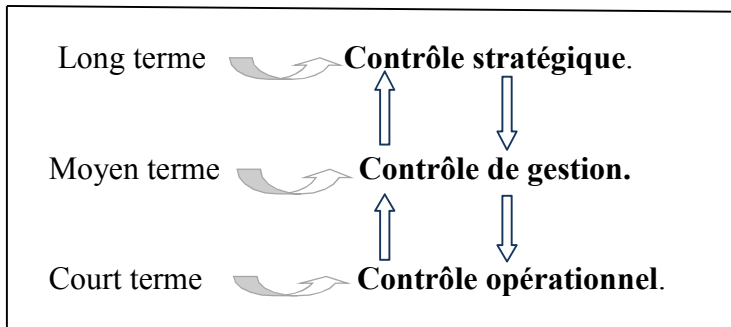 Long terme Contrôle stratégique.
Moyen terme Contrôle de gestion.
Court terme Contrôle opérationnel.